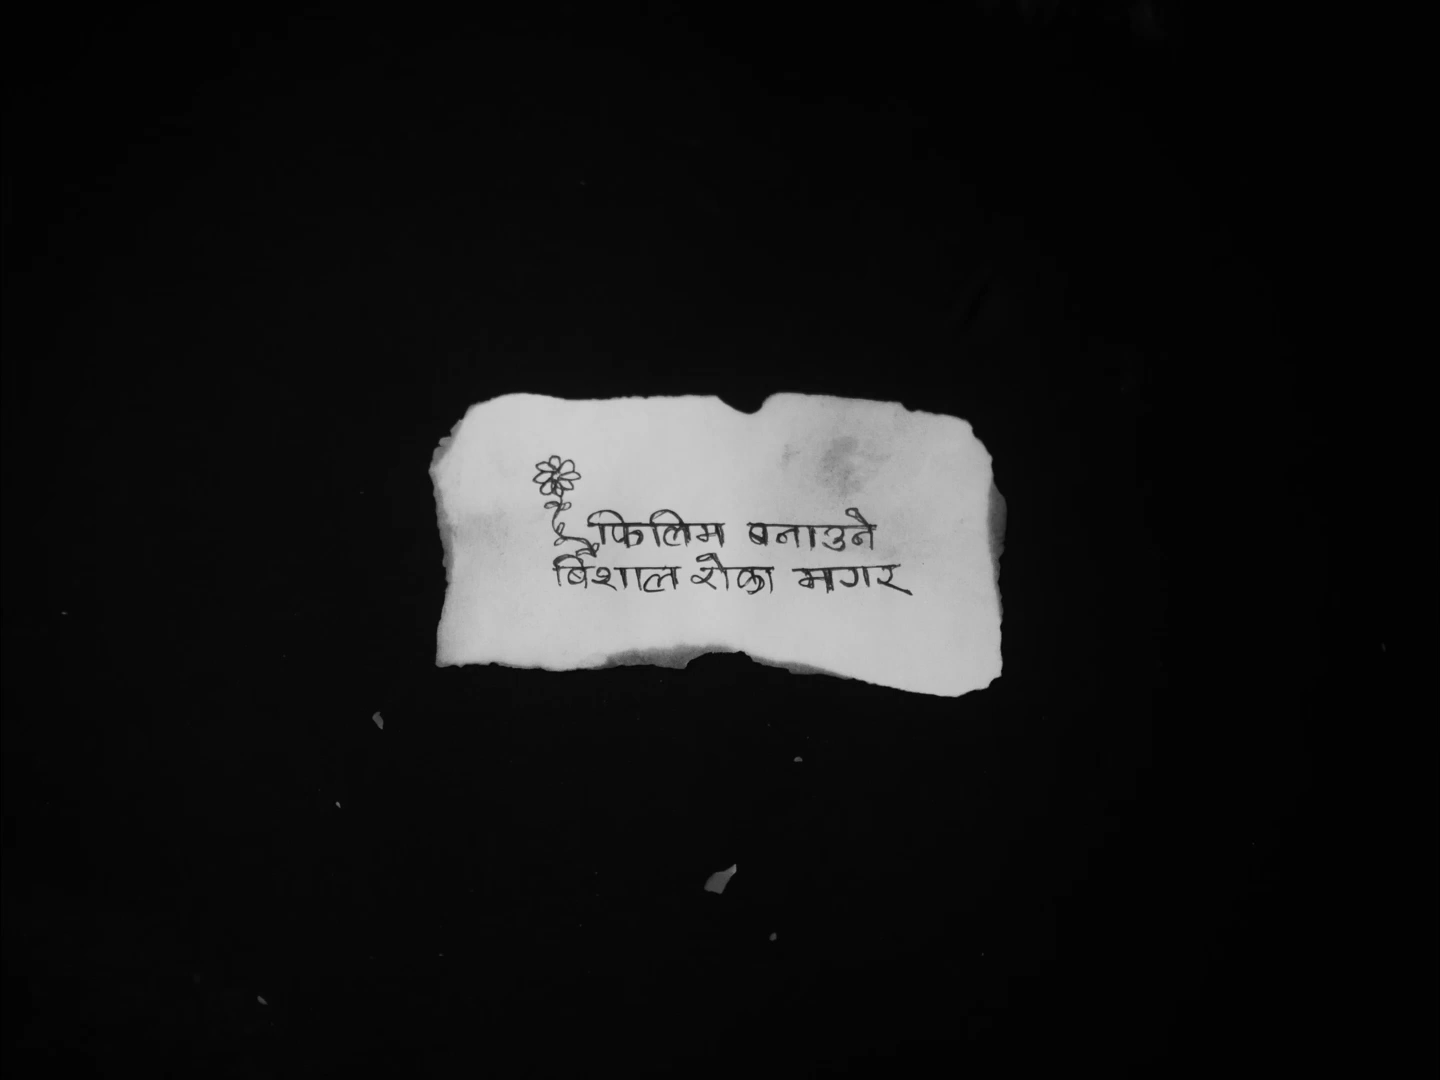 फिलिम बनाउने
बिशाल रोका मगर